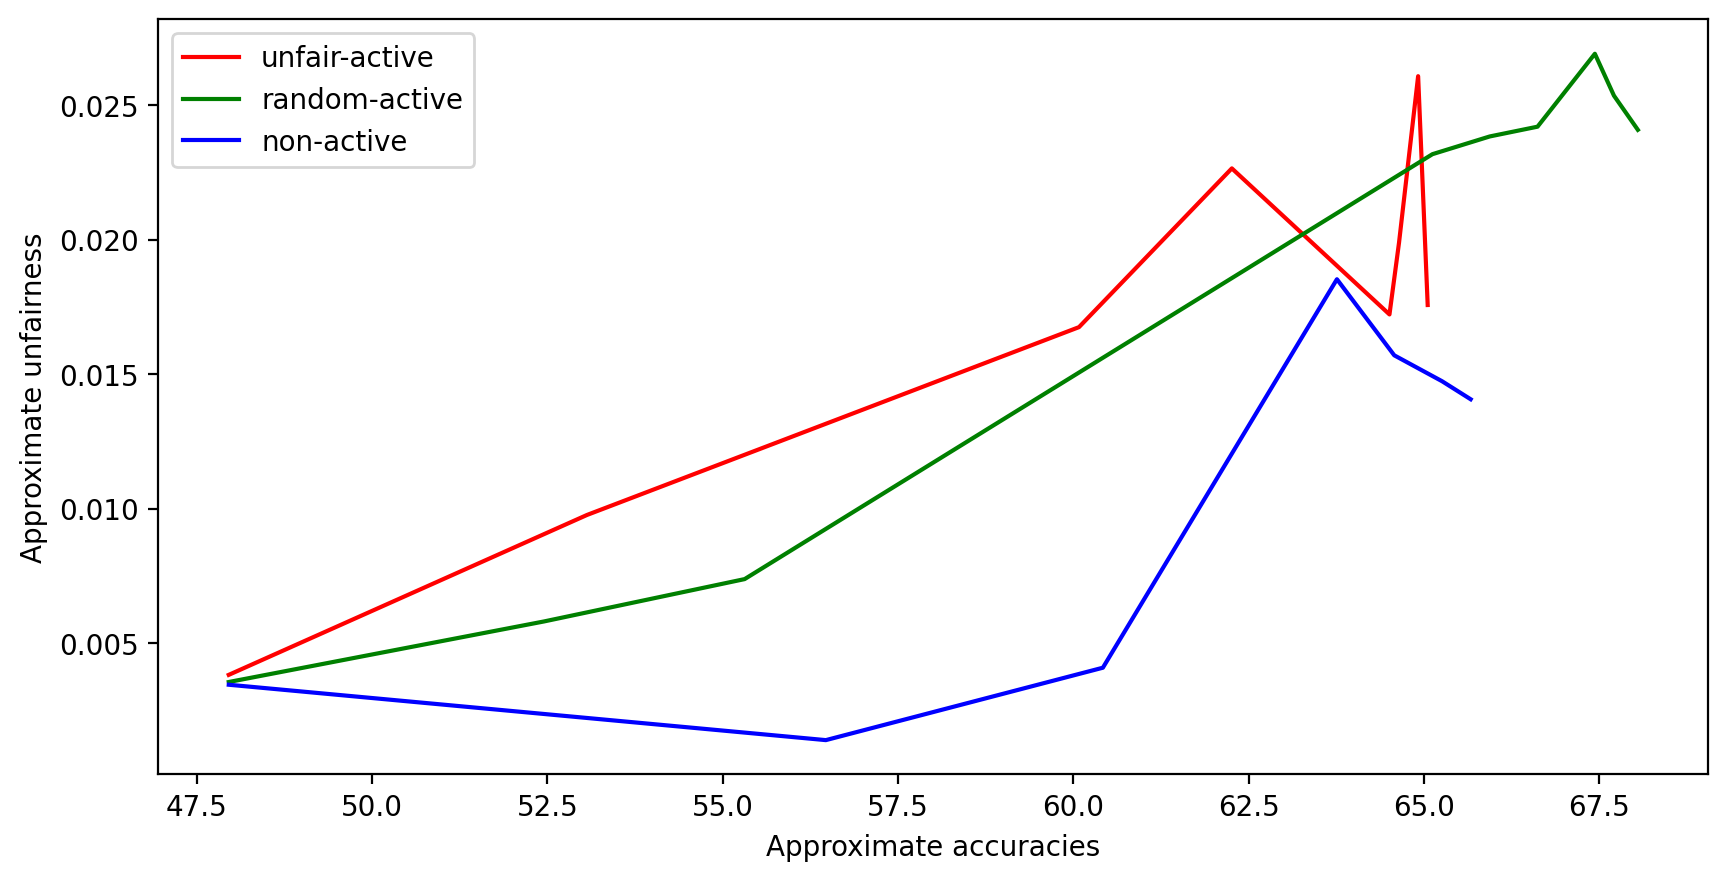 unfair-active
random-active
non-active
0.025
0.020
0.015
0.010
0.005
Approximate unfairness
47.5 50.0 52.5 55.0 57.5 60.0 62.5 65.0 67.5
Approximate accuracies